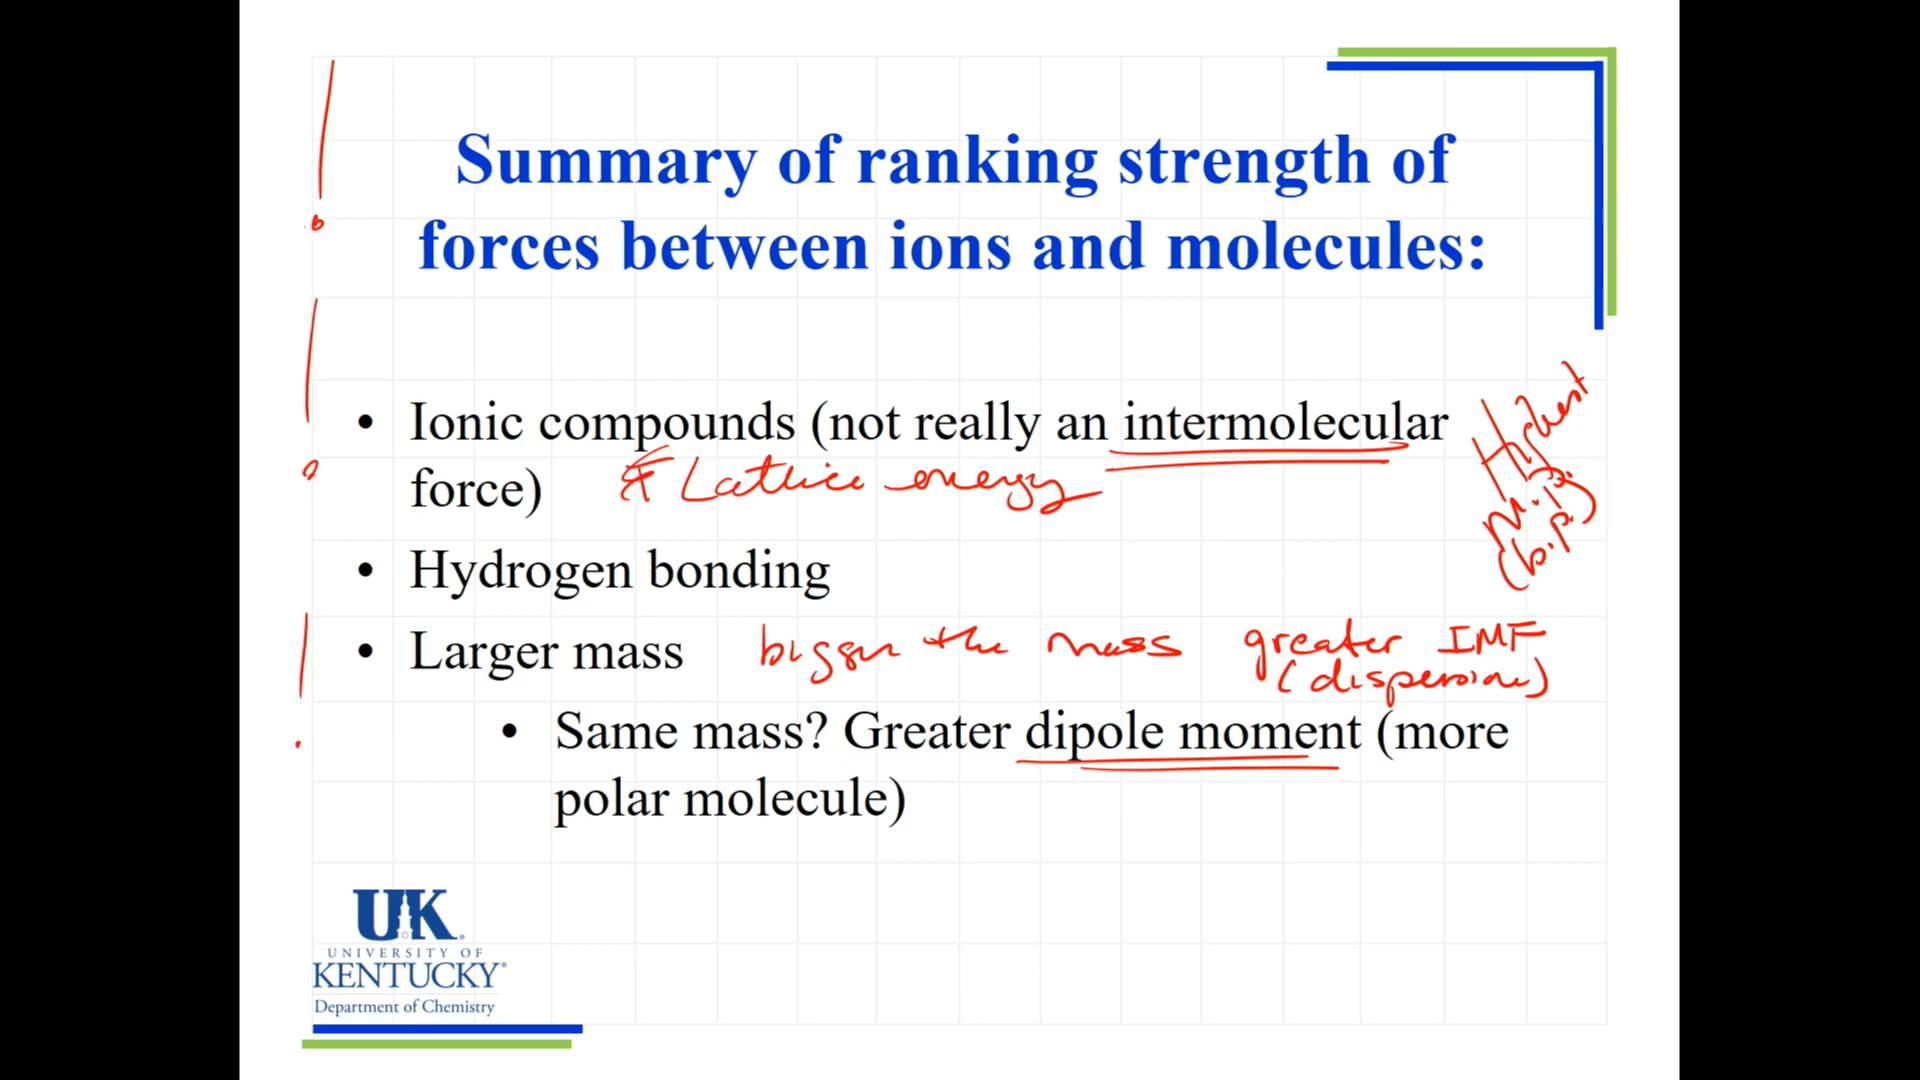 Summary of ranking strength of
forces between ions and molecules:
• Ionic compounds (not really an intermolecular
force)
Lattice energy
Highest
m.p.
(b.p.)
• Hydrogen bonding
• Larger mass
bigger the mass greater IMF
(dispersion)
• Same mass? Greater dipole moment (more
polar molecule)
UK
UNIVERSITY OF
KENTUCKY®
Department of Chemistry